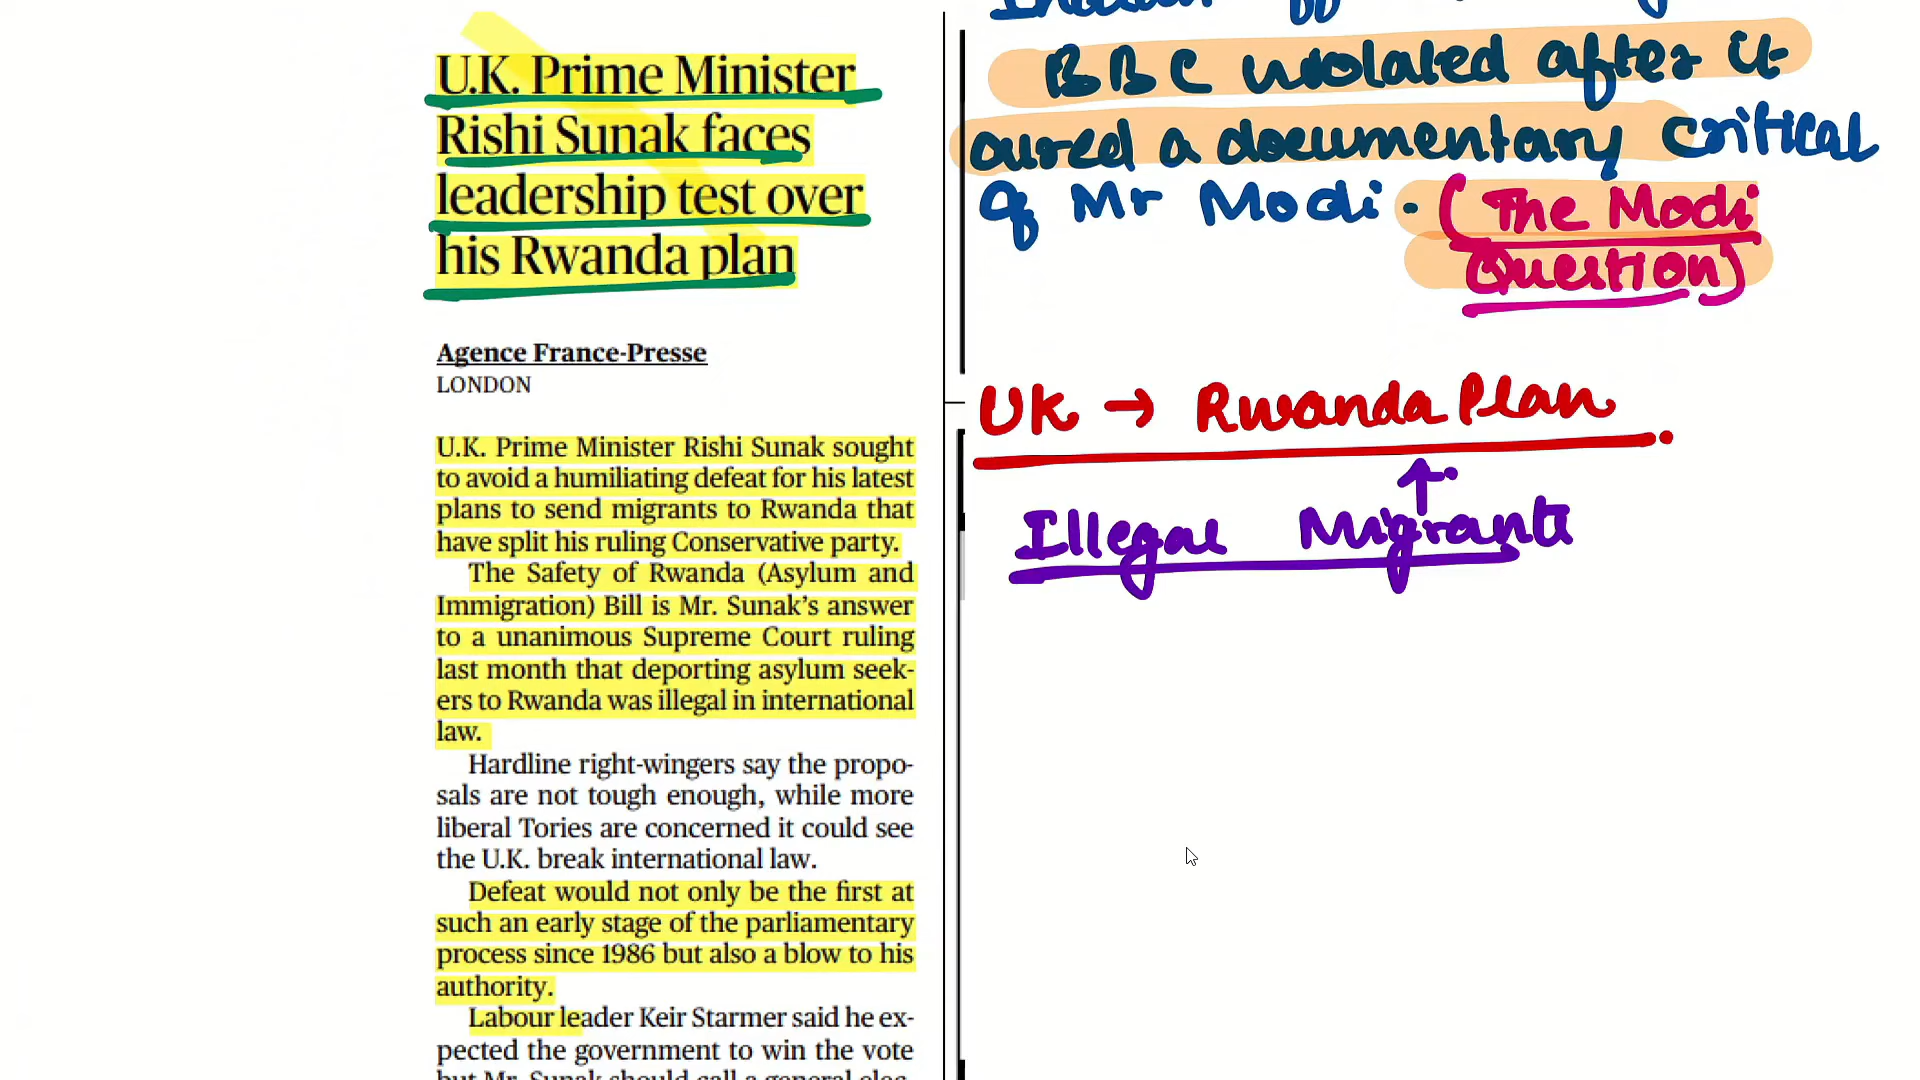 U.K. Prime Minister
Rishi Sunak faces
leadership test over
his Rwanda plan
Agence France-Presse
LONDON
U.K. Prime Minister Rishi Sunak sought
to avoid a humiliating defeat for his latest
plans to send migrants to Rwanda that
have split his ruling Conservative party.
The Safety of Rwanda (Asylum and
Immigration) Bill is Mr. Sunak's answer
to a unanimous Supreme Court ruling
last month that deporting asylum seek-
ers to Rwanda was illegal in international
law.
Hardline right-wingers say the propo-
sals are not tough enough, while more
liberal Tories are concerned it could see
the U.K. break international law.
Defeat would not only be the first at
such an early stage of the parliamentary
process since 1986 but also a blow to his
authority.
Labour leader Keir Starmer said he ex-
pected the government to win the vote
but Mr. Sunak should call a general elec-
BBC violated after it
aired a documentary critical
of Mr Modi. (The Modi
Question)
UK → Rwanda Plan
Illegal Migrants